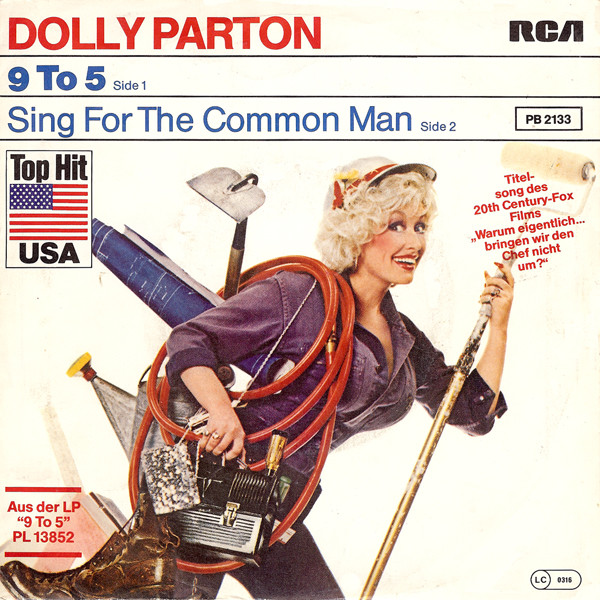 DOLLY PARTON
RCA
9 To 5 Side 1
Sing For The Common Man Side 2
PB 2133
Top Hit
USA
Titel-
song des
20th Century-Fox
Films
„Warum eigentlich...
bringen wir den
Chef nicht
um?“
Aus der LP
“9 To 5”
PL 13852
LC 0316